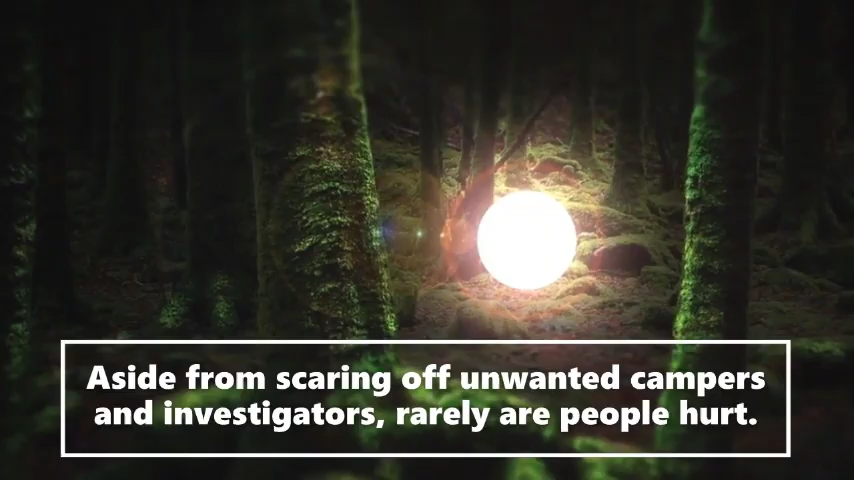 Aside from scaring off unwanted campers
and investigators, rarely are people hurt.